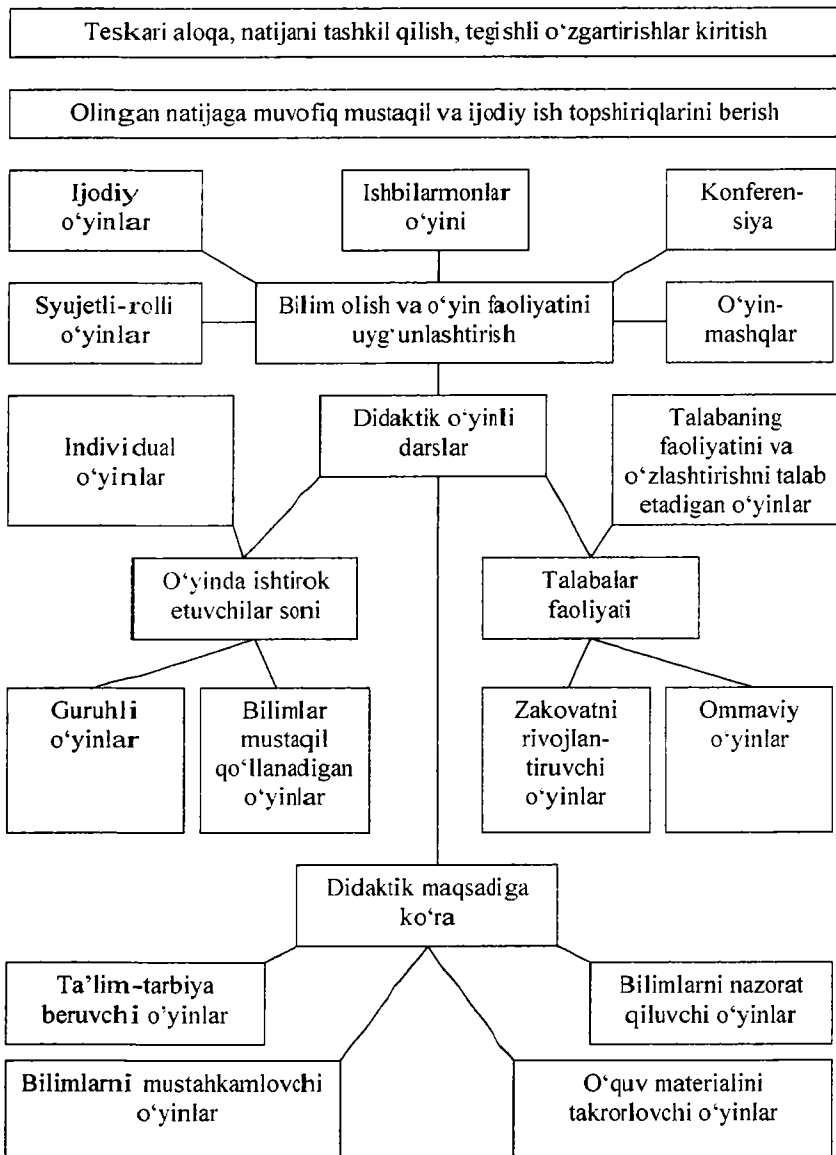 Teskari aloqa, natijani tashkil qilish, tegishli o‘zgartirishlar kiritish
Olingan natijaga muvofiq mustaqil va ijodiy ish topshiriqlarini berish
Ijodiy
o‘yinlar
Ishbilarmonlar
o‘yini
Konferen-
siya
Syujetli-rolli
o‘yinlar
Bilim olish va o‘yin faoliyatini
uyg‘unlashtirish
O‘yin-
mashqlar
Individual
o‘yinlar
Didaktik o‘yinli
darslar
Talabaning
faoliyatini va
o‘zlashtirishni talab
etadigan o‘yinlar
O‘yinda ishtirok
etuvchilar soni
Talabalar
faoliyati
Guruhli
o‘yinlar
Bilimlar
mustaqil
qo‘llanadigan
o‘yinlar
Zakovatni
rivojlan-
tiruvchi
o‘yinlar
Ommaviy
o‘yinlar
Didaktik maqsadiga
ko‘ra
Ta’lim-tarbiya
beruvchi o’yinlar
Bilimlarni nazorat
qiluvchi o‘yinlar
Bilimlarni mustahkamlovchi
o‘yinlar
O‘quv materialini
takrorlovchi o‘yinlar